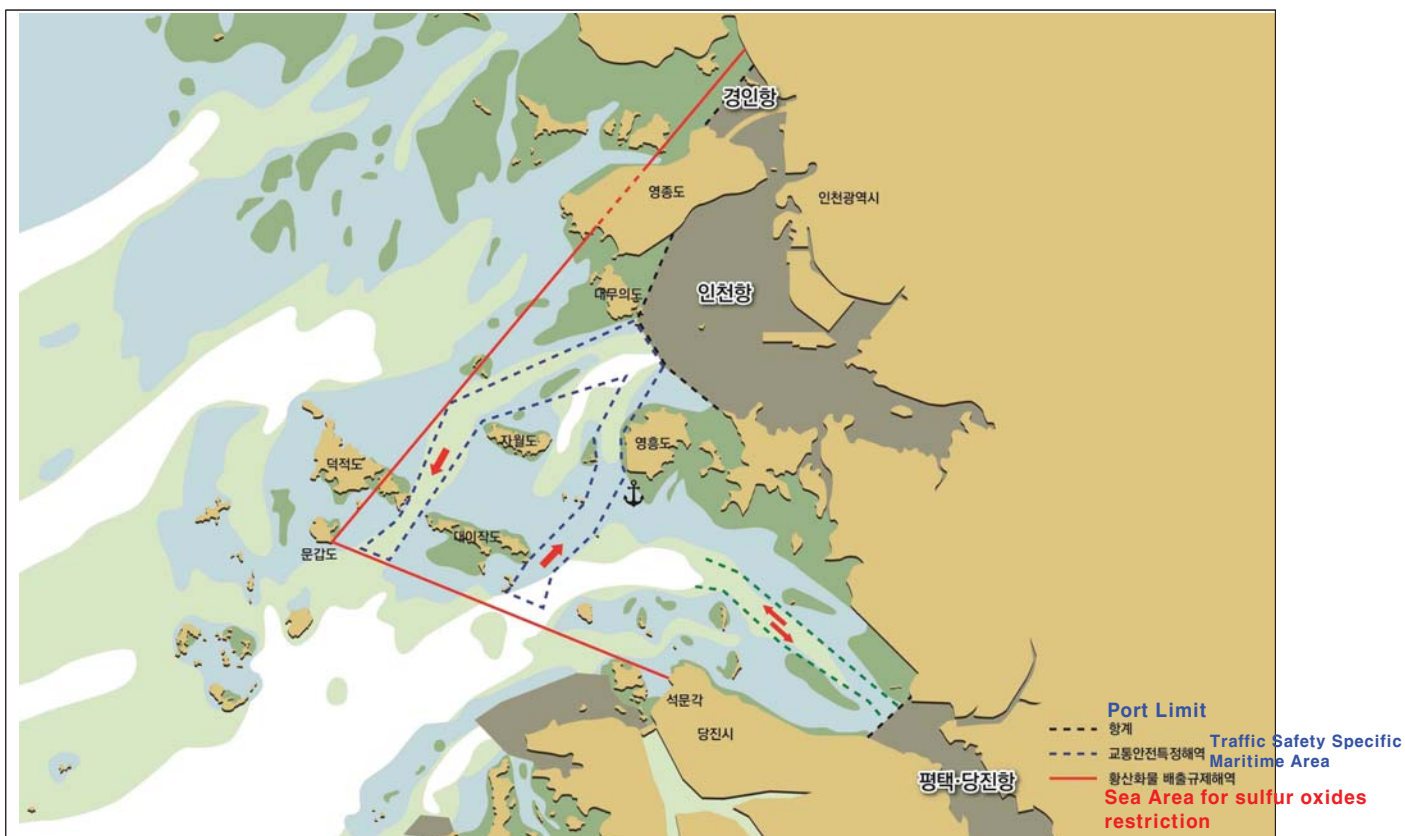 경인항
영종도
인천광역시
대무의도
인천항
자월도
영흥도
덕적도
대이작도
문갑도
석문각
당진시
평택·당진항
Port Limit
항계
Traffic Safety Specific
교통안전특정해역
Maritime Area
황산화물 배출규제해역
Sea Area for sulfur oxides
restriction